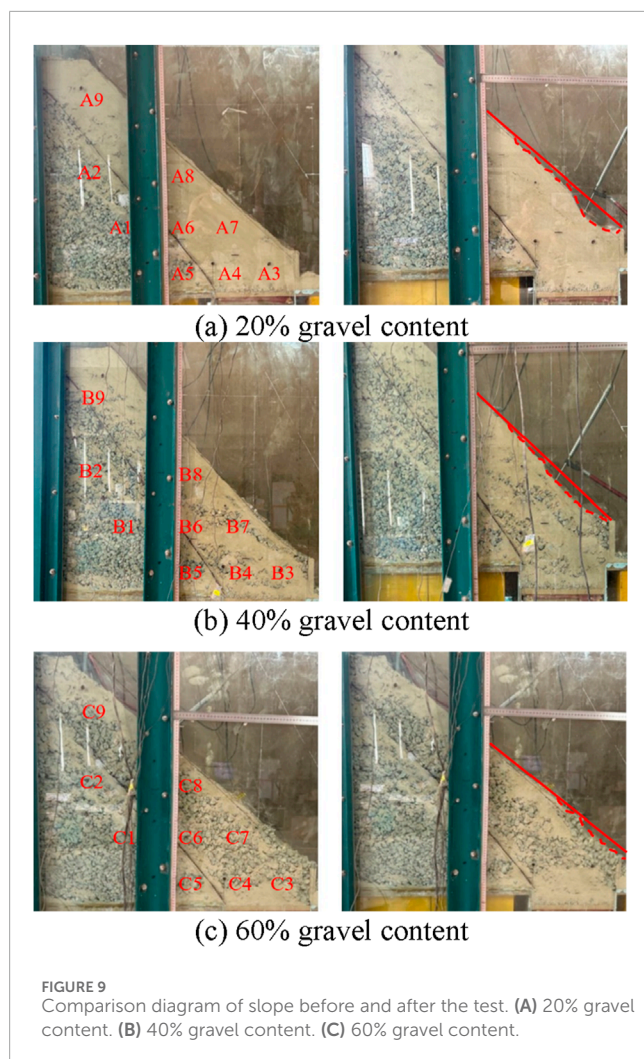 A9
A2
A8
A1
A6
A7
A5
A4
A3
(a) 20% gravel content
B9
B2
B8
B1
B6
B7
B5
B4
B3
(b) 40% gravel content
C9
C2
C8
C1
C6
C7
C5
C4
C3
(c) 60% gravel content
FIGURE 9
Comparison diagram of slope before and after the test. (A) 20% gravel
content. (B) 40% gravel content. (C) 60% gravel content.